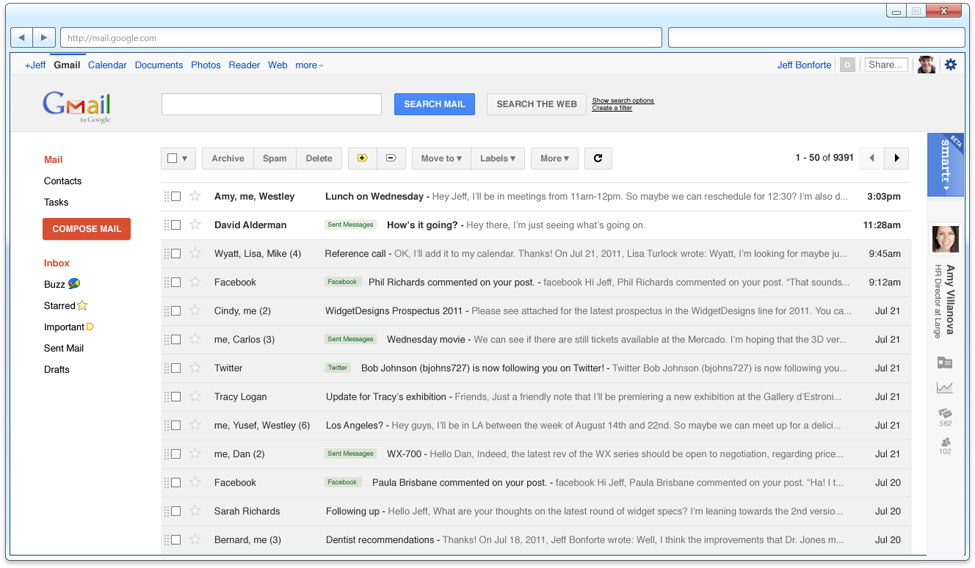 http://mail.google.com
+Jeff Gmail Calendar Documents Photos Reader Web more Jeff Bonforte 0 Share...
Gmail by Google
SEARCH MAIL SEARCH THE WEB Show search options
Create a filter
Mail
Contacts
Tasks
COMPOSE MAIL
Inbox
Buzz
Starred
Important
Sent Mail
Drafts
Archive Spam Delete Move to Labels More 1 - 50 of 9391
Amy, me, Westley Lunch on Wednesday - Hey Jeff, I'll be in meetings from 11am-12pm. So maybe we can reschedule for 12:30? I'm also d... 3:03pm
David Alderman Sent Messages How's it going? - Hey there, I'm just seeing what's going on. 11:28am
Wyatt, Lisa, Mike (4) Reference call - OK, I'll add it to my calendar. Thanks! On Jul 21, 2011, Lisa Turlock wrote: Wyatt, I'm looking for maybe ju... 9:45am
Facebook Facebook Phil Richards commented on your post. - facebook Hi Jeff, Phil Richards commented on your post. "That sounds... 9:12am
Cindy, me (2) WidgetDesigns Prospectus 2011 - Please see attached for the latest prospectus in the WidgetDesigns line for 2011. You ca... Jul 21
me, Carlos (3) Sent Messages Wednesday movie - We can see if there are still tickets available at the Mercado. I'm hoping that the 3D ver... Jul 21
Twitter Twitter Bob Johnson (bjohns727) is now following you on Twitter! - Twitter Bob Johnson (bjohns727) is now following you... Jul 21
Tracy Logan Update for Tracy's exhibition - Friends, Just a friendly note that I'll be premiering a new exhibition at the Gallery d'Estroni... Jul 21
me, Yusef, Westley (6) Los Angeles? - Hey guys, I'll be in LA between the week of August 14th and 22nd. So maybe we can meet up for a delici... Jul 21
me, Dan (2) Sent Messages WX-700 - Hello Dan, Indeed, the latest rev of the WX series should be open to negotiation, regarding price... Jul 21
Facebook Facebook Paula Brisbane commented on your post. - facebook Hi Jeff, Paula Brisbane commented on your post. "Ha! I t... Jul 20
Sarah Richards Following up - Hello Jeff, What are your thoughts on the latest round of widget specs? I'm leaning towards the 2nd versio... Jul 20
Bernard, me (3) Dentist recommendations - Thanks! On Jul 18, 2011, Jeff Bonforte wrote: Well, I think the improvements that Dr. Jones m... Jul 20
BETA
smartr
Amy Villanova
HR Director at Large
562
102